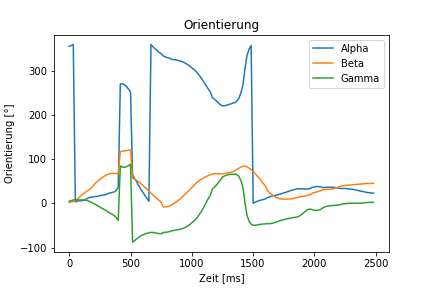 Orientierung
Alpha
Beta
Gamma
Orientierung [°]
300
200
100
0
−100
0
500
1000
1500
2000
2500
Zeit [ms]